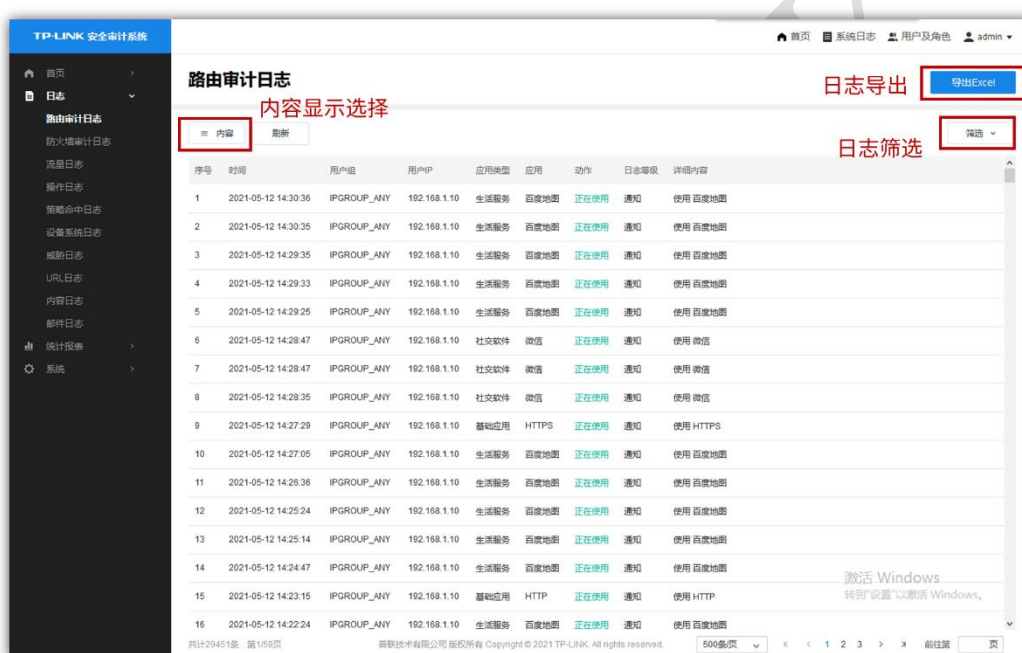 TP-LINK 安全审计系统
首页 系统日志 用户及角色 admin
首页
日志
路由审计日志
防火墙审计日志
流量日志
操作日志
策略命中日志
设备系统日志
威胁日志
URL日志
内容日志
邮件日志
统计报表
系统
路由审计日志
日志导出 导出Excel
内容显示选择
内容 刷新 筛选
日志筛选
序号 时间 用户组 用户IP 应用类型 应用 动作 日志等级 详细内容
1 2021-05-12 14:30:36 IPGROUP_ANY 192.168.1.10 生活服务 百度地图 正在使用 通知 使用 百度地图
2 2021-05-12 14:30:35 IPGROUP_ANY 192.168.1.10 生活服务 百度地图 正在使用 通知 使用 百度地图
3 2021-05-12 14:29:35 IPGROUP_ANY 192.168.1.10 生活服务 百度地图 正在使用 通知 使用 百度地图
4 2021-05-12 14:29:33 IPGROUP_ANY 192.168.1.10 生活服务 百度地图 正在使用 通知 使用 百度地图
5 2021-05-12 14:29:25 IPGROUP_ANY 192.168.1.10 生活服务 百度地图 正在使用 通知 使用 百度地图
6 2021-05-12 14:28:47 IPGROUP_ANY 192.168.1.10 社交软件 微信 正在使用 通知 使用 微信
7 2021-05-12 14:28:47 IPGROUP_ANY 192.168.1.10 社交软件 微信 正在使用 通知 使用 微信
8 2021-05-12 14:28:35 IPGROUP_ANY 192.168.1.10 社交软件 微信 正在使用 通知 使用 微信
9 2021-05-12 14:27:29 IPGROUP_ANY 192.168.1.10 基础应用 HTTPS 正在使用 通知 使用 HTTPS
10 2021-05-12 14:27:05 IPGROUP_ANY 192.168.1.10 生活服务 百度地图 正在使用 通知 使用 百度地图
11 2021-05-12 14:26:36 IPGROUP_ANY 192.168.1.10 生活服务 百度地图 正在使用 通知 使用 百度地图
12 2021-05-12 14:25:24 IPGROUP_ANY 192.168.1.10 生活服务 百度地图 正在使用 通知 使用 百度地图
13 2021-05-12 14:25:14 IPGROUP_ANY 192.168.1.10 生活服务 百度地图 正在使用 通知 使用 百度地图
14 2021-05-12 14:24:47 IPGROUP_ANY 192.168.1.10 生活服务 百度地图 正在使用 通知 使用 百度地图
15 2021-05-12 14:23:15 IPGROUP_ANY 192.168.1.10 基础应用 HTTP 正在使用 通知 使用 HTTP
16 2021-05-12 14:22:24 IPGROUP_ANY 192.168.1.10 生活服务 百度地图 正在使用 通知 使用 百度地图
激活 Windows
转到"设置"以激活 Windows。
共计29451条 第1/59页 普联技术有限公司 版权所有 Copyright © 2021 TP-LINK. All rights reserved. 500条/页 1 2 3 前往第 页